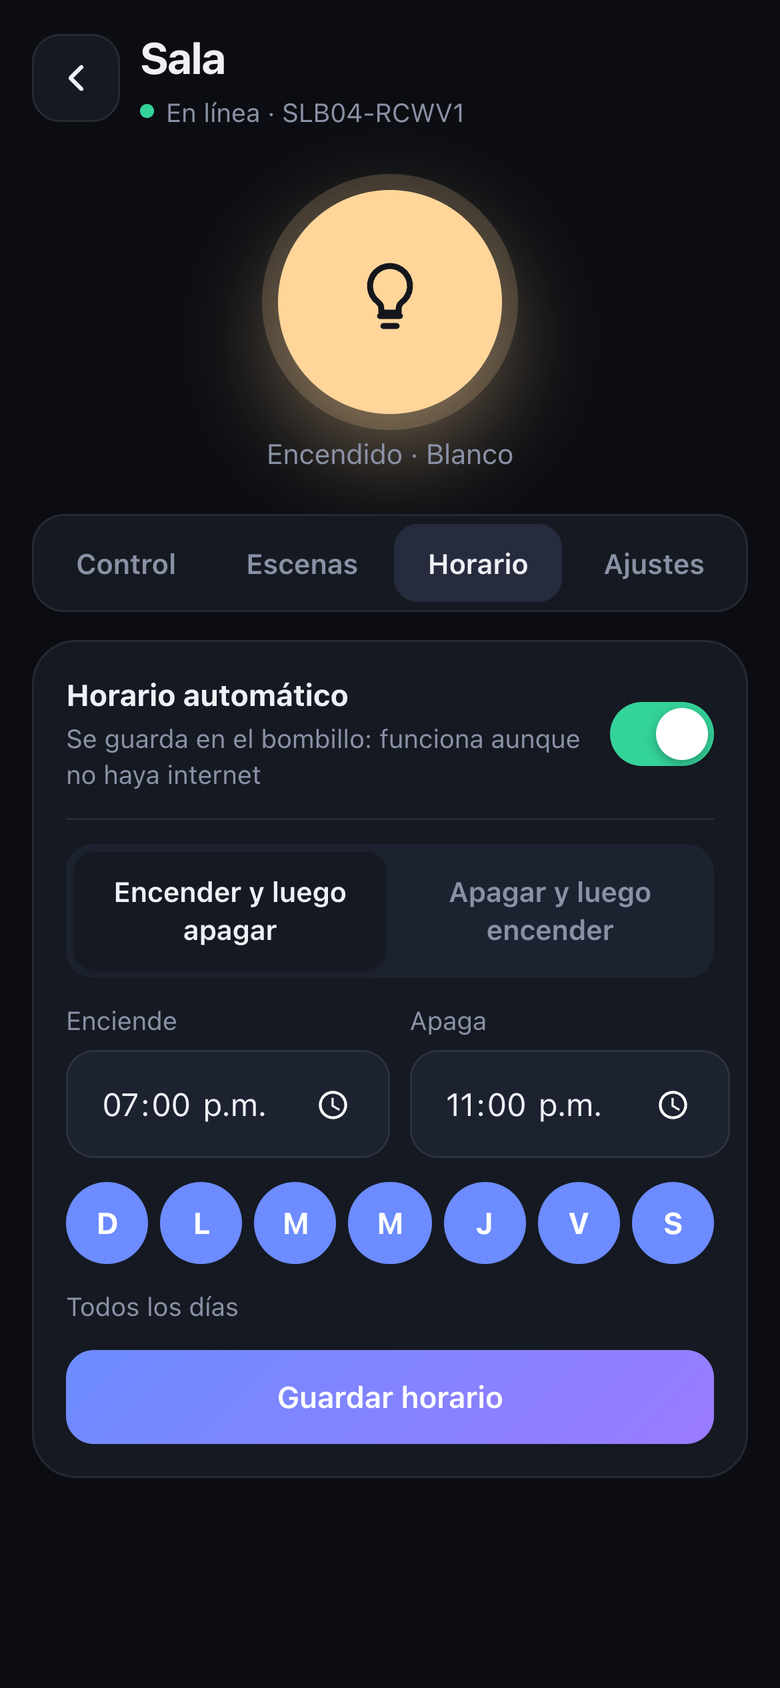 Sala
En línea · SLB04-RCWV1
Encendido · Blanco
Control Escenas Horario Ajustes
Horario automático
Se guarda en el bombillo: funciona aunque
no haya internet
Encender y luego
apagar
Apagar y luego
encender
Enciende Apaga
07:00 p.m. 11:00 p.m.
D L M M J V S
Todos los días
Guardar horario